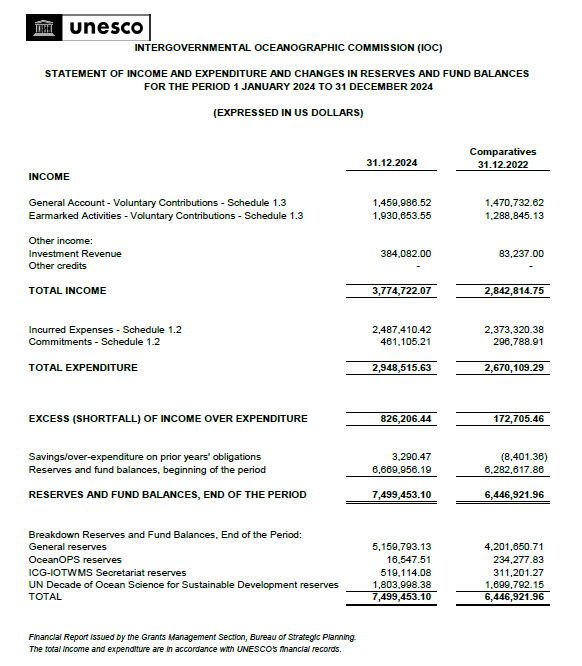 unesco
INTERGOVERNMENTAL OCEANOGRAPHIC COMMISSION (IOC)
STATEMENT OF INCOME AND EXPENDITURE AND CHANGES IN RESERVES AND FUND BALANCES
FOR THE PERIOD 1 JANUARY 2024 TO 31 DECEMBER 2024
(EXPRESSED IN US DOLLARS)
Comparatives
31.12.2024 31.12.2022
INCOME
General Account - Voluntary Contributions - Schedule 1.3 1,459,986.52 1,470,732.62
Earmarked Activities - Voluntary Contributions - Schedule 1.3 1,930,653.55 1,288,845.13
Other income:
Investment Revenue 384,082.00 83,237.00
Other credits - -
TOTAL INCOME 3,774,722.07 2,842,814.75
Incurred Expenses - Schedule 1.2 2,487,410.42 2,373,320.38
Commitments - Schedule 1.2 461,105.21 296,788.91
TOTAL EXPENDITURE 2,948,515.63 2,670,109.29
EXCESS (SHORTFALL) OF INCOME OVER EXPENDITURE 826,206.44 172,705.46
Savings/over-expenditure on prior years' obligations 3,290.47 (8,401.36)
Reserves and fund balances, beginning of the period 6,669,956.19 6,282,617.86
RESERVES AND FUND BALANCES, END OF THE PERIOD 7,499,453.10 6,446,921.96
Breakdown Reserves and Fund Balances, End of the Period:
General reserves 5,159,793.13 4,201,650.71
OceanOPS reserves 16,547.51 234,277.83
ICG-IOTWMS Secretariat reserves 519,114.08 311,201.27
UN Decade of Ocean Science for Sustainable Development reserves 1,803,998.38 1,699,792.15
TOTAL 7,499,453.10 6,446,921.96
Financial Report issued by the Grants Management Section, Bureau of Strategic Planning.
The total income and expenditure are in accordance with UNESCO's financial records.